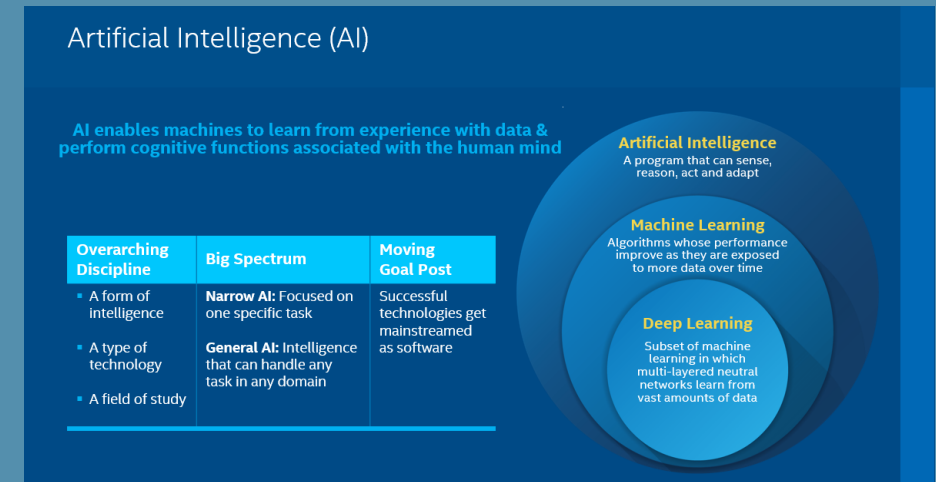 Artificial Intelligence (AI)
AI enables machines to learn from experience with data &
perform cognitive functions associated with the human mind
Overarching
Discipline
▪ A form of
intelligence
▪ A type of
technology
▪ A field of study
Big Spectrum
Narrow AI: Focused on
one specific task
General AI: Intelligence
that can handle any
task in any domain
Moving
Goal Post
Successful
technologies get
mainstreamed
as software
Artificial Intelligence
A program that can sense,
reason, act and adapt
Machine Learning
Algorithms whose performance
improve as they are exposed
to more data over time
Deep Learning
Subset of machine
learning in which
multi-layered neutral
networks learn from
vast amounts of data